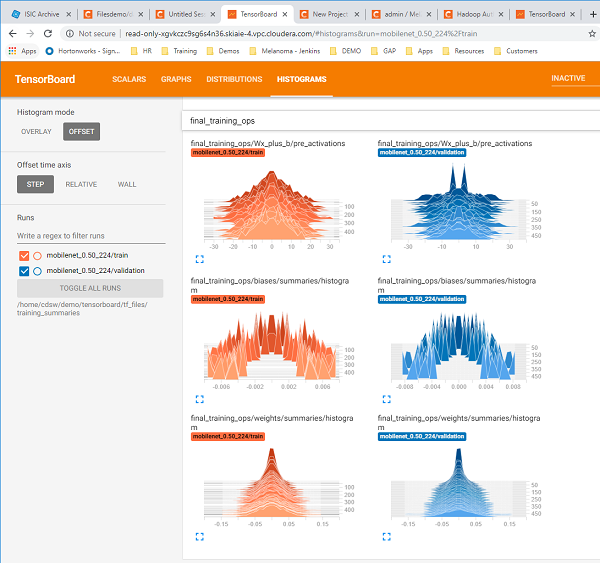 ISIC Archive
Filesdemo/d
Untitled Ses
TensorBoard
New Project
admin / Mel
Hadoop Aut
TensorBoard
Not secure | read-only-xgvkczc9sg6s4n36.skiaie-4.vpc.cloudera.com/#histograms&run=mobilenet_0.50_224%2Ftrain
Apps
Hortonworks - Sign...
HR
Training
Demos
Melanoma - Jenkins
DEMO
GAP
Resources
Customers
TensorBoard
SCALARS
GRAPHS
DISTRIBUTIONS
HISTOGRAMS
INACTIVE
Histogram mode
OVERLAY
OFFSET
Offset time axis
STEP
RELATIVE
WALL
Runs
Write a regex to filter runs
mobilenet_0.50_224/train
mobilenet_0.50_224/validation
TOGGLE ALL RUNS
/home/cdsw/demo/tensorboard/tf_files/
training_summaries
final_training_ops
final_training_ops/Wx_plus_b/pre_activations
mobilenet_0.50_224/train
100
200
300
400
-30 -20 -10 0 10 20 30
final_training_ops/Wx_plus_b/pre_activations
mobilenet_0.50_224/validation
50
150
250
350
450
-30 -10 10 30
final_training_ops/biases/summaries/histogra
m
mobilenet_0.50_224/train
100
200
300
400
-0.006 -0.002 0.002 0.006
final_training_ops/biases/summaries/histogra
m
mobilenet_0.50_224/validation
50
150
250
350
450
-0.008 -0.004 0.000 0.004 0.008
final_training_ops/weights/summaries/histogra
m
mobilenet_0.50_224/train
100
200
300
400
-0.15 -0.05 0.05 0.15
final_training_ops/weights/summaries/histogra
m
mobilenet_0.50_224/validation
50
150
250
350
450
-0.15 -0.05 0.05 0.15